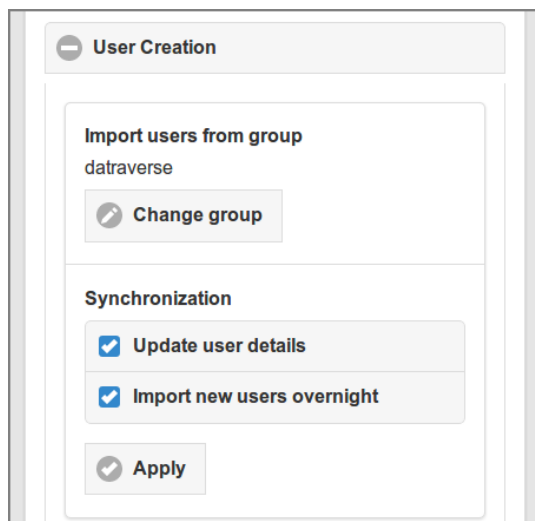 User Creation
Import users from group
datraverse
Change group
Synchronization
Update user details
Import new users overnight
Apply